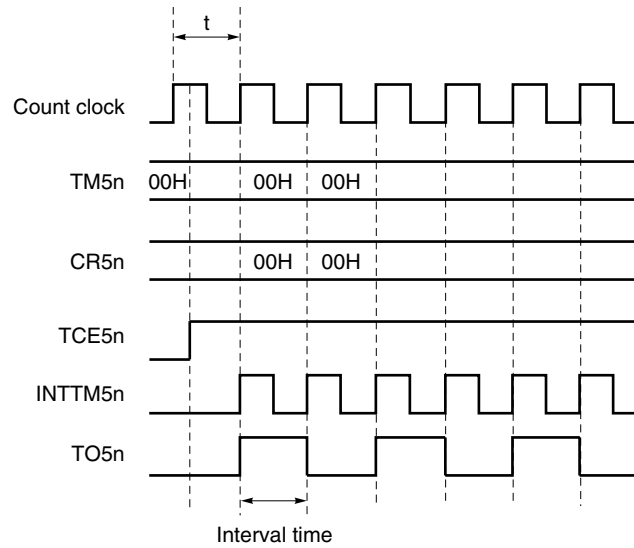 t
Count clock
TM5n 00H 00H 00H
CR5n 00H 00H
TCE5n
INTTM5n
TO5n
Interval time